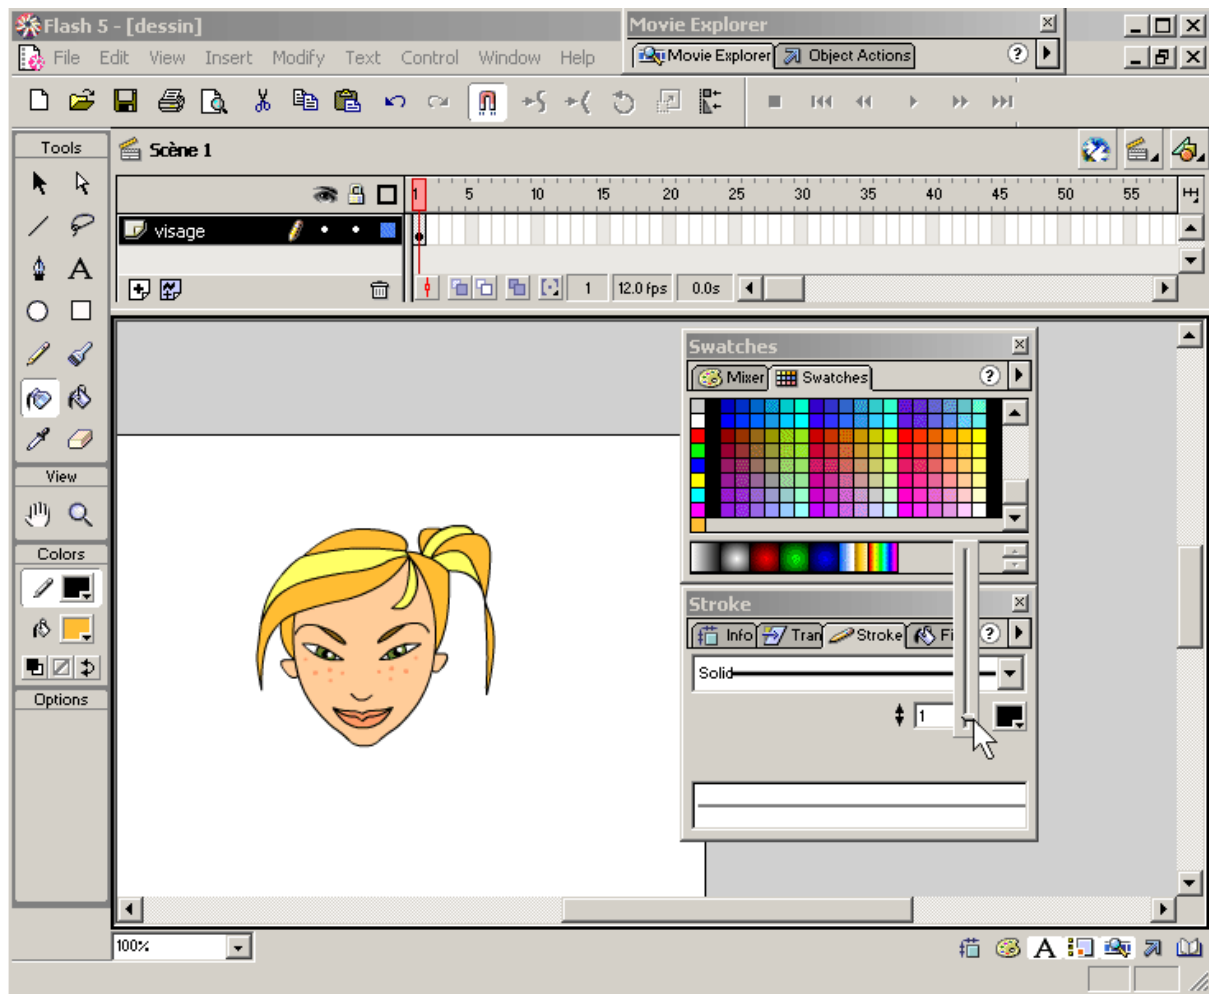 Flash 5 - [dessin]
Movie Explorer
File Edit View Insert Modify Text Control Window Help
Movie Explorer Object Actions ?
Tools
Scène 1
1 5 10 15 20 25 30 35 40 45 50 55
visage
A
1 12.0 fps 0.0s
Swatches
Mixer Swatches ?
View
Colors
Stroke
Info Tran Stroke Fi ?
Solid
Options
1
100%
A